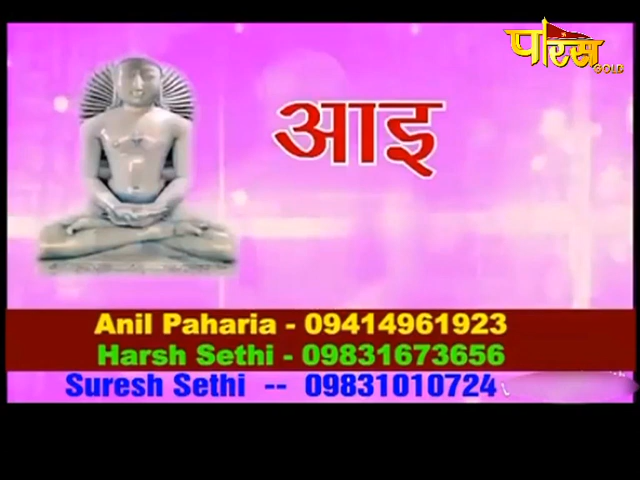 पारस
GOLD
आइ
Anil Paharia - 09414961923
Harsh Sethi - 09831673656
Suresh Sethi -- 09831010724